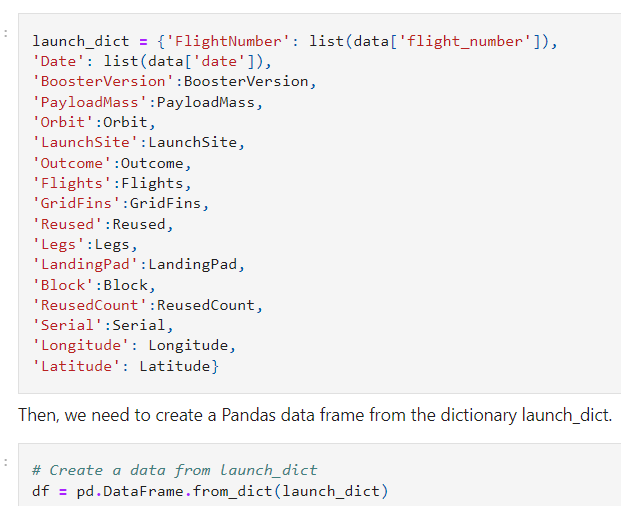 launch_dict = {'FlightNumber': list(data['flight_number']),
'Date': list(data['date']),
'BoosterVersion':BoosterVersion,
'PayloadMass':PayloadMass,
'Orbit':Orbit,
'LaunchSite':LaunchSite,
'Outcome':Outcome,
'Flights':Flights,
'GridFins':GridFins,
'Reused':Reused,
'Legs':Legs,
'LandingPad':LandingPad,
'Block':Block,
'ReusedCount':ReusedCount,
'Serial':Serial,
'Longitude': Longitude,
'Latitude': Latitude}
Then, we need to create a Pandas data frame from the dictionary launch_dict.
# Create a data from launch_dict
df = pd.DataFrame.from_dict(launch_dict)